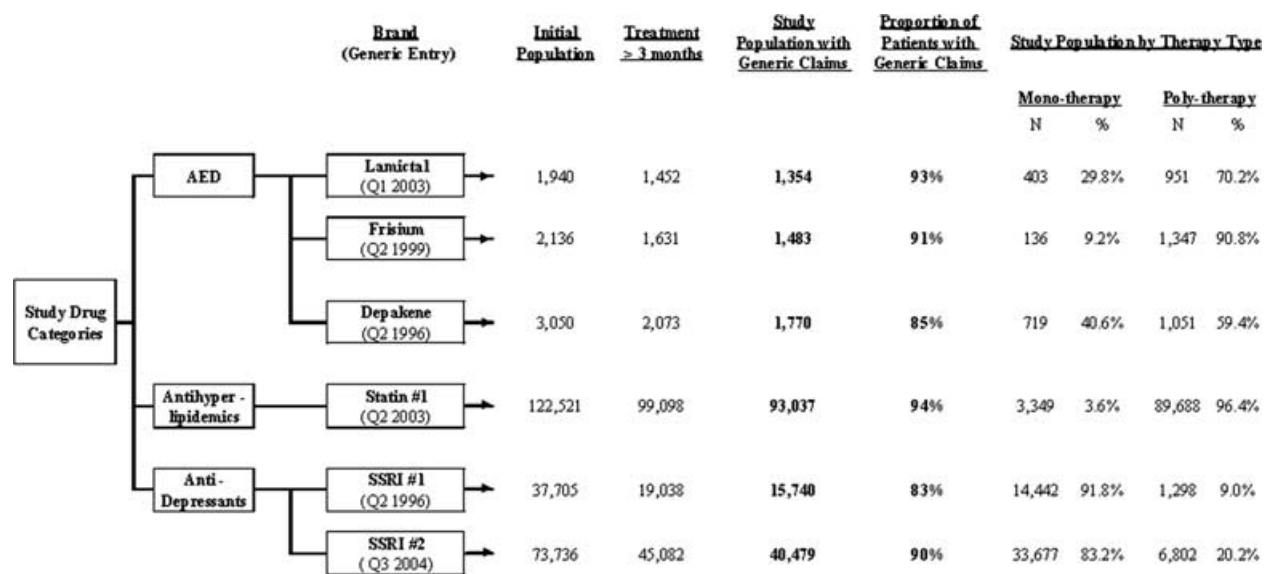 Brand
(Generic Entry)
Initial
Population
Treatment
> 3 months
Study
Population with
Generic Claims
Proportion of
Patients with
Generic Claims
Study Population by Therapy Type
Mono-therapy
Poly-therapy
N % N %
AED
Lamictal
(Q1 2003)
1,940 1,452 1,354 93% 403 29.8% 951 70.2%
Frisium
(Q2 1999)
2,136 1,631 1,483 91% 136 9.2% 1,347 90.8%
Study Drug
Categories
Depakene
(Q2 1996)
3,050 2,073 1,770 85% 719 40.6% 1,051 59.4%
Antihyper -
lipidemics
Statin #1
(Q2 2003)
122,521 99,098 93,037 94% 3,349 3.6% 89,688 96.4%
Anti -
Depressants
SSRI #1
(Q2 1996)
37,705 19,038 15,740 83% 14,442 91.8% 1,298 9.0%
SSRI #2
( Q3 2004)
73,736 45,082 40,479 90% 33,677 83.2% 6,802 20.2%